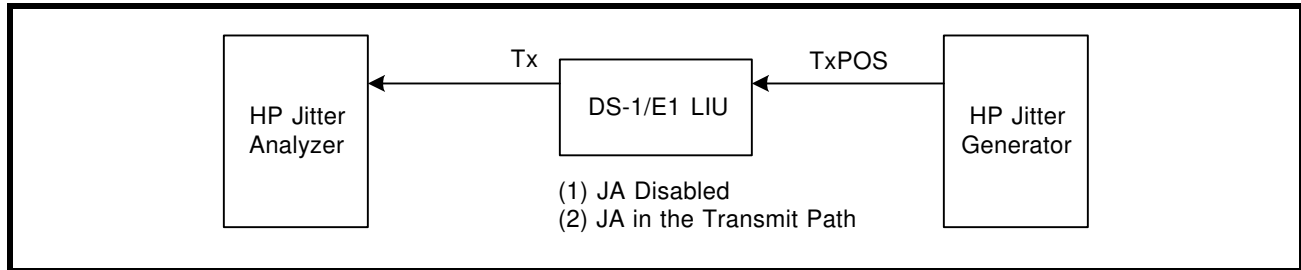 HP Jitter
Analyzer
Tx
DS-1/E1 LIU
TxPOS
HP Jitter
Generator
(1) JA Disabled
(2) JA in the Transmit Path